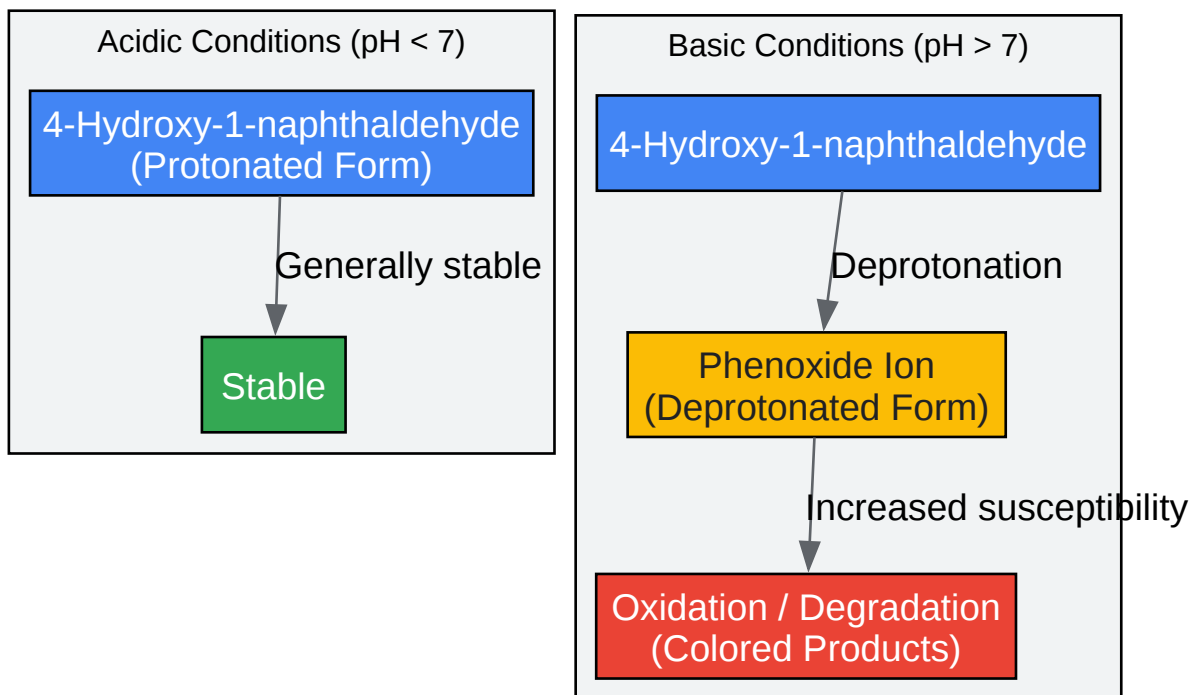 Acidic Conditions (pH < 7)
4-Hydroxy-1-naphthaldehyde
(Protonated Form)
Generally stable
Stable
Basic Conditions (pH > 7)
4-Hydroxy-1-naphthaldehyde
Deprotonation
Phenoxide Ion
(Deprotonated Form)
Increased susceptibility
Oxidation / Degradation
(Colored Products)